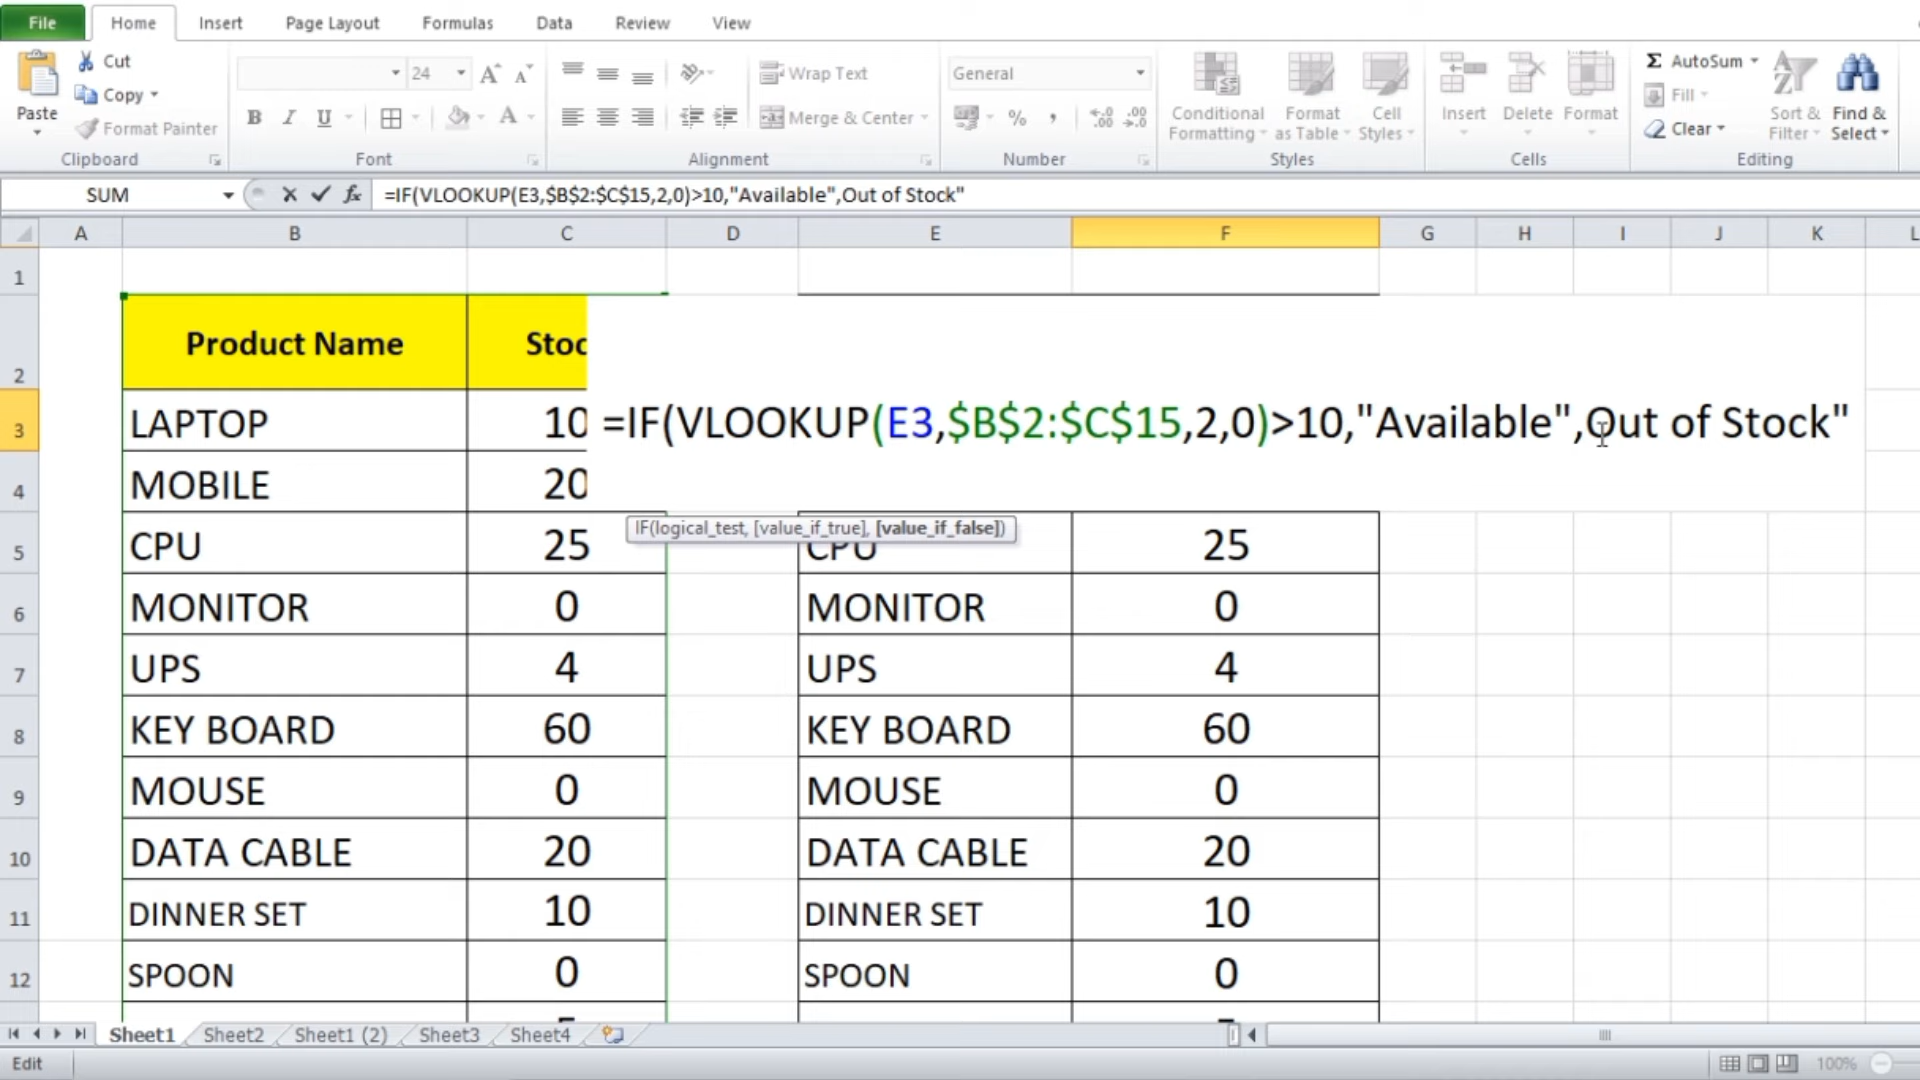 File Home Insert Page Layout Formulas Data Review View
Paste
Cut
Copy
Format Painter
Clipboard
24 A A
B I U A
Font
Wrap Text
Merge & Center
Alignment
General
% ,
Number
Conditional Formatting
Format as Table
Cell Styles
Styles
Insert Delete Format
Cells
Σ AutoSum
Fill
Clear
Sort & Filter
Find & Select
Editing
SUM fx =IF(VLOOKUP(E3,$B$2:$C$15,2,0)>10,"Available",Out of Stock"
A B C D E F G H I J K L
1
2 Product Name Stoc
3 LAPTOP 10 =IF(VLOOKUP(E3,$B$2:$C$15,2,0)>10,"Available",Out of Stock"
4 MOBILE 20
IF(logical_test, [value_if_true], [value_if_false])
5 CPU 25 CPU 25
6 MONITOR 0 MONITOR 0
7 UPS 4 UPS 4
8 KEY BOARD 60 KEY BOARD 60
9 MOUSE 0 MOUSE 0
10 DATA CABLE 20 DATA CABLE 20
11 DINNER SET 10 DINNER SET 10
12 SPOON 0 SPOON 0
Sheet1 Sheet2 Sheet1 (2) Sheet3 Sheet4
Edit 100%